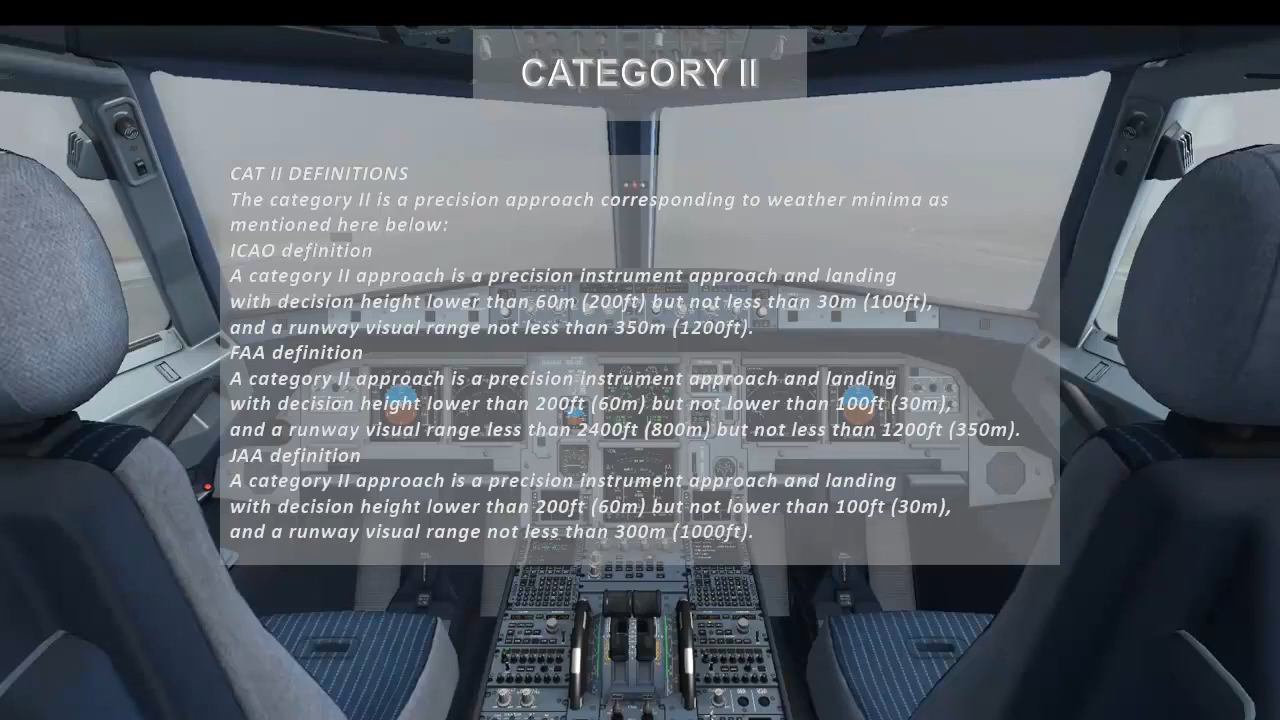 CATEGORY II
CAT II DEFINITIONS
The category II is a precision approach corresponding to weather minima as
mentioned here below:
ICAO definition
A category II approach is a precision instrument approach and landing
with decision height lower than 60m (200ft) but not less than 30m (100ft),
and a runway visual range not less than 350m (1200ft).
FAA definition
A category II approach is a precision instrument approach and landing
with decision height lower than 200ft (60m) but not lower than 100ft (30m),
and a runway visual range less than 2400ft (800m) but not less than 1200ft (350m).
JAA definition
A category II approach is a precision instrument approach and landing
with decision height lower than 200ft (60m) but not lower than 100ft (30m),
and a runway visual range not less than 300m (1000ft).